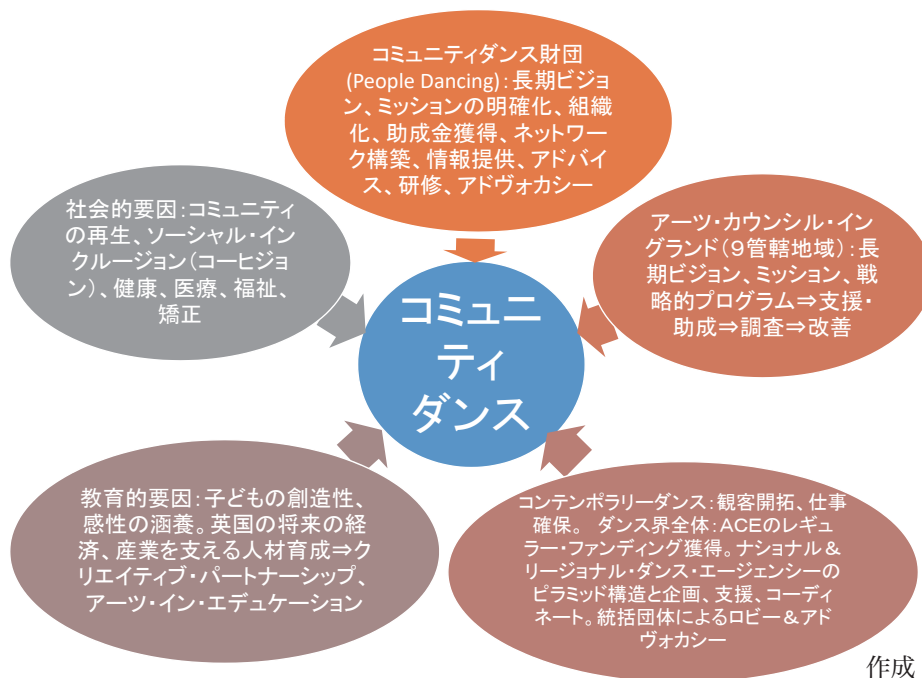 コミュニティダンス財団
(People Dancing):長期ビジョ
ン、ミッションの明確化、組織
化、助成金獲得、ネットワー
ク構築、情報提供、アドバイ
ス、研修、アドヴォカシー
社会的要因:コミュニティ
の再生、ソーシャル・イン
クルージョン(コーヒジョ
ン)、健康、医療、福祉、
矯正
アーツ・カウンシル・イン
グランド(9管轄地域):長
期ビジョン、ミッション、戦
略的プログラム⇒支援・
助成⇒調査⇒改善
コミュニ
ティ
ダンス
教育的要因:子どもの創造性、
感性の涵養。英国の将来の経
済、産業を支える人材育成⇒ク
リエイティブ・パートナーシップ、
アーツ・イン・エデュケーション
コンテンポラリーダンス:観客開拓、仕事
確保。 ダンス界全体:ACEのレギュ
ラー・ファンディング獲得。ナショナル&
リージョナル・ダンス・エージェンシーの
ピラミッド構造と企画、支援、コーディ
ネート。統括団体によるロビー&アド
ヴォカシー
作成